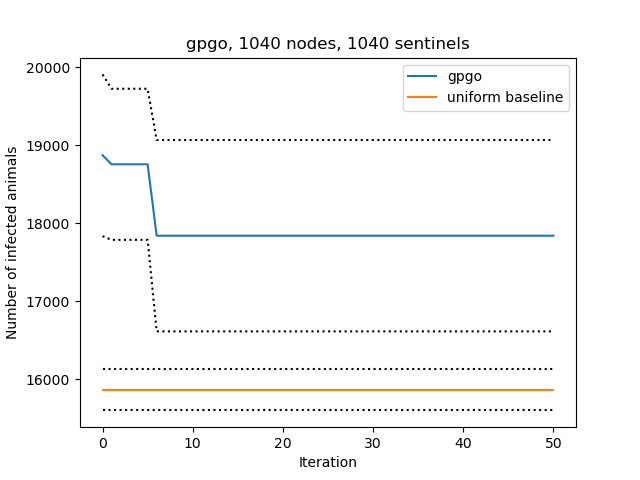 gpgo, 1040 nodes, 1040 sentinels
gpgo
uniform baseline
Number of infected animals
20000
19000
18000
17000
16000
0 10 20 30 40 50
Iteration